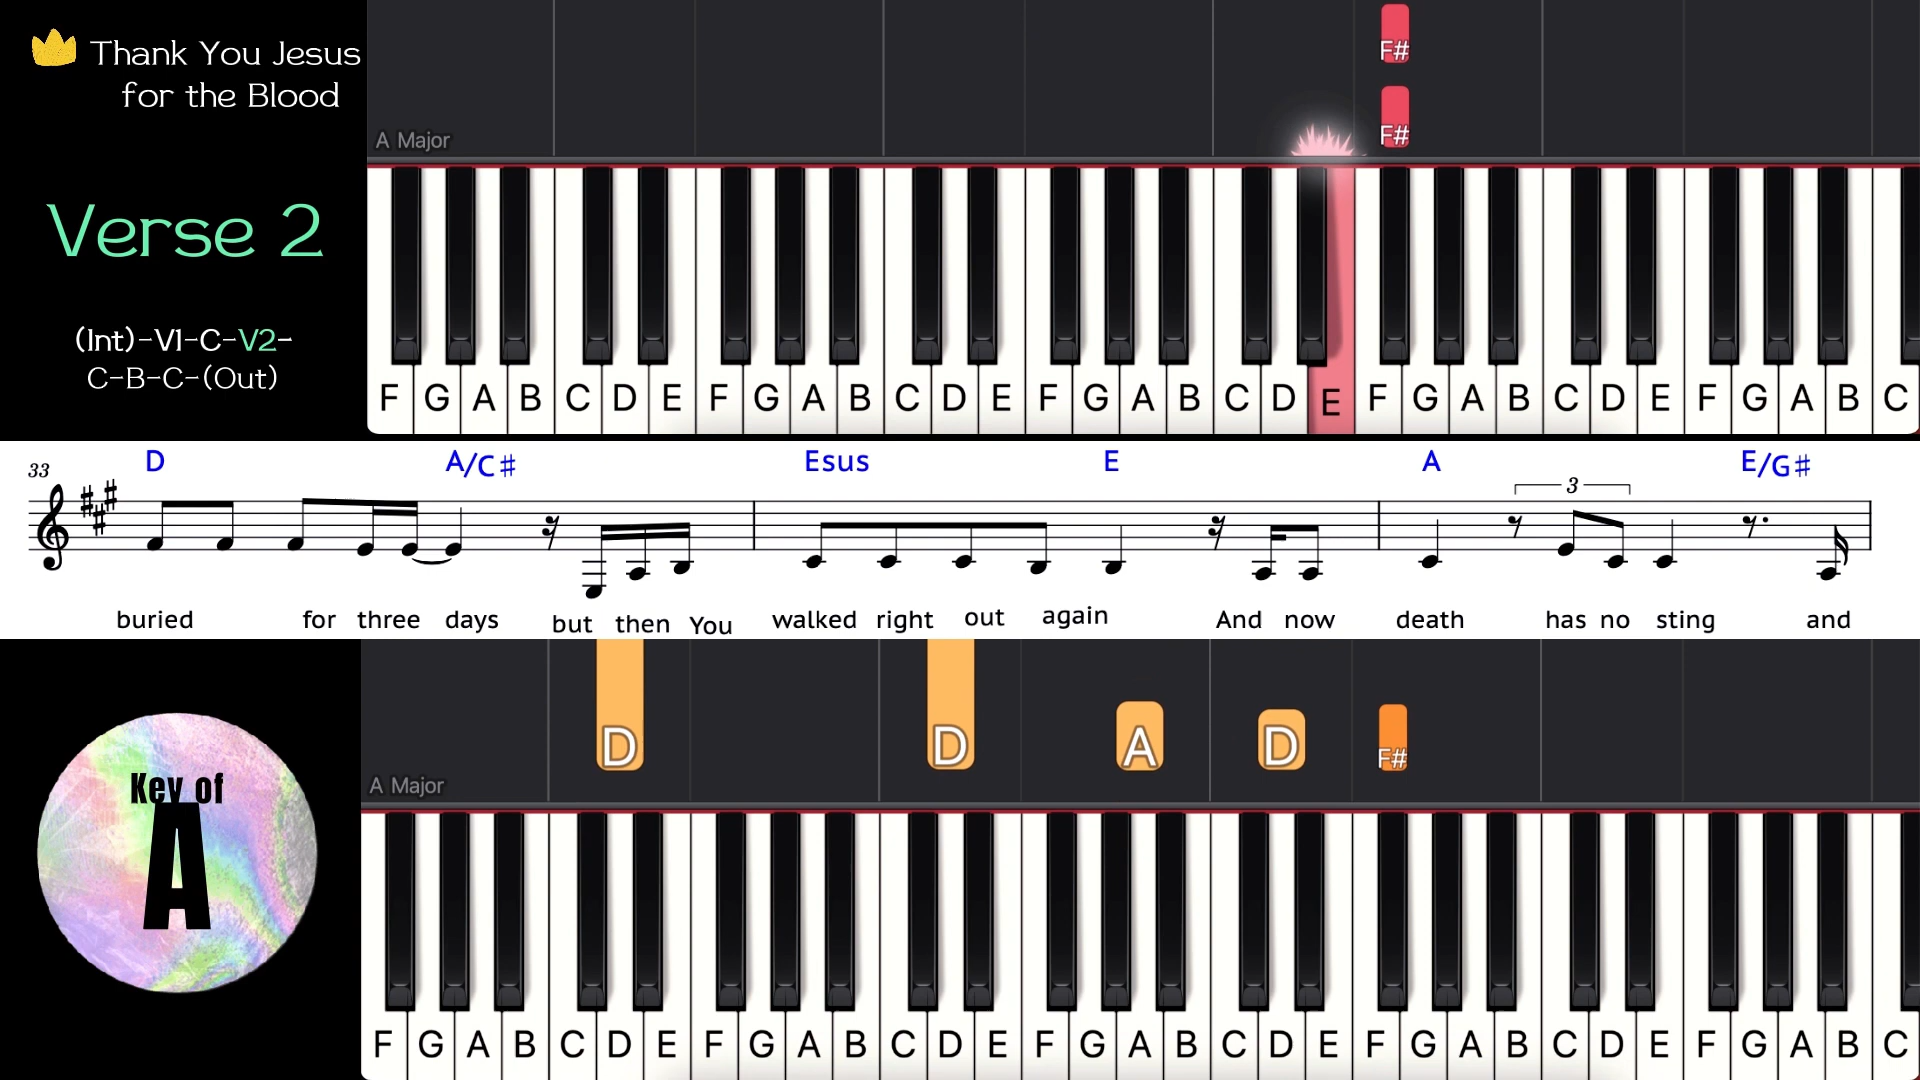 Thank You Jesus
for the Blood
Verse 2
(Int)-V1-C-V2-
C-B-C-(Out)
F#
F#
A Major
F G A B C D E F G A B C D E F G A B C D E F G A B C D E F G A B C
33 D A/C♯ Esus E A E/G♯
3
buried for three days but then You walked right out again And now death has no sting and
Key of
A
D D A D F#
A Major
F G A B C D E F G A B C D E F G A B C D E F G A B C D E F G A B C